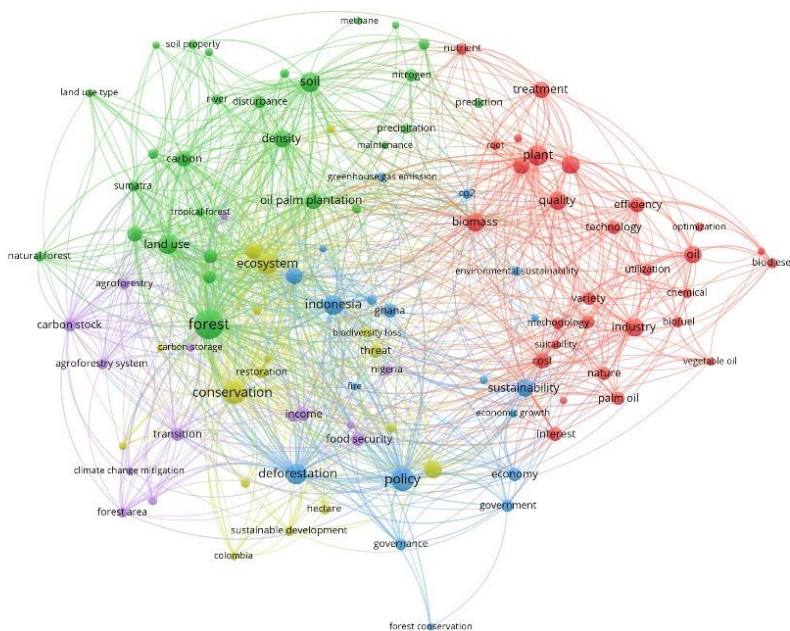 methane
soil property
nutrient
soil
nitrogen
treatment
land use type
river
disturbance
prediction
precipitation
density
maintenance
root
plant
carbon
greenhouse gas emission
sumatra
co2
oil palm plantation
quality
efficiency
tropical forest
biomass
technology
optimization
land use
natural forest
ecosystem
oil
biodiese
environmental sustainability
utilization
agroforestry
indonesia
chemical
variety
ghana
carbon stock
forest
methodology
biofuel
industry
biodiversity loss
carbon storage
suitability
threat
cost
vegetable oil
agroforestry system
restoration
nigeria
nature
fire
sustainability
conservation
palm oil
income
economic growth
transition
food security
interest
climate change mitigation
deforestation
policy
economy
forest area
hectare
government
sustainable development
governance
colombia
forest conservation